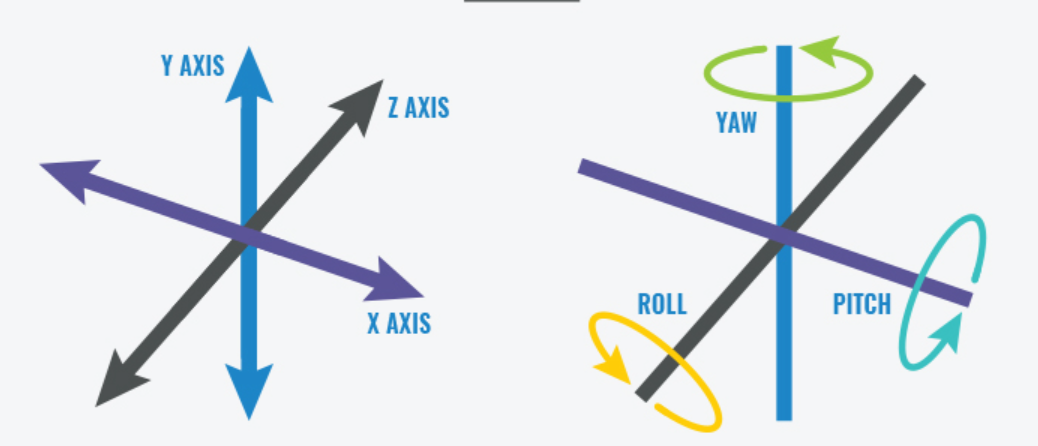 Y AXIS
Z AXIS
X AXIS
YAW
ROLL
PITCH